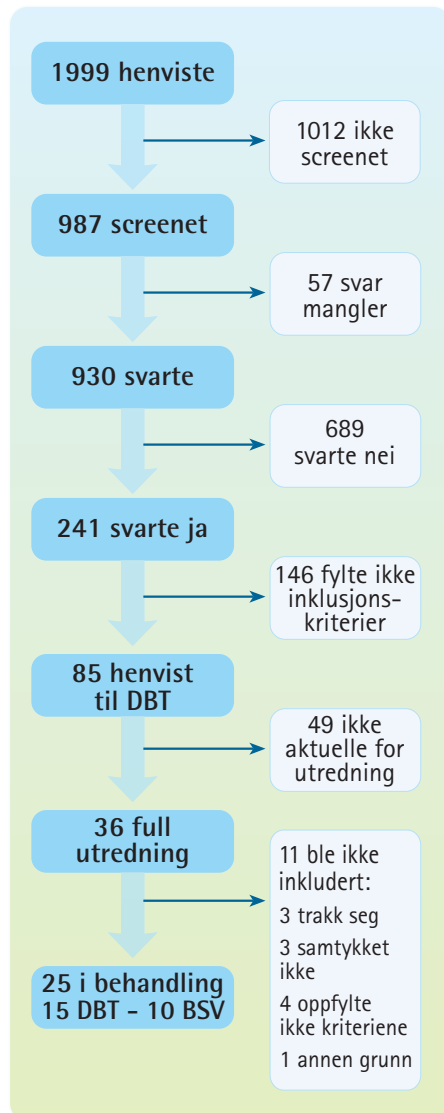 1999 henviste
1012 ikke
screenet
987 screenet
57 svar
mangler
930 svarte
689
svarte nei
241 svarte ja
146 fylte ikke
inklusjons-
kriterier
85 henvist
til DBT
49 ikke
aktuelle for
utredning
36 full
utredning
11 ble ikke
inkludert:
3 trakk seg
3 samtykket
ikke
4 oppfylte
ikke kriteriene
1 annen grunn
25 i behandling
15 DBT - 10 BSV